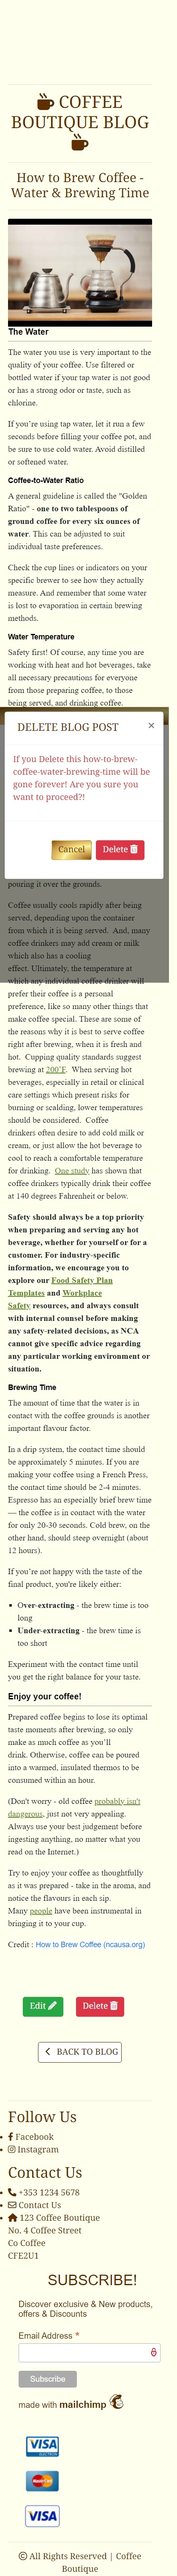 COFFEE
BOUTIQUE BLOG
How to Brew Coffee -
Water & Brewing Time
The Water
The water you use is very important to the
quality of your coffee. Use filtered or
bottled water if your tap water is not good
or has a strong odor or taste, such as
chlorine.
If you're using tap water, let it run a few
seconds before filling your coffee pot, and
be sure to use cold water. Avoid distilled
or softened water.
Coffee-to-Water Ratio
A general guideline is called the "Golden
Ratio" - one to two tablespoons of
ground coffee for every six ounces of
water. This can be adjusted to suit
individual taste preferences.
Check the cup lines or indicators on your
specific brewer to see how they actually
measure. And remember that some water
is lost to evaporation in certain brewing
methods.
Water Temperature
Safety first! Of course, any time you are
working with heat and hot beverages, take
all necessary precautions for everyone
from those preparing coffee, to those
being served, and drinking coffee.
DELETE BLOG POST ×
If you Delete this how-to-brew-
coffee-water-brewing-time will be
gone forever! Are you sure you
want to proceed?!
Cancel Delete
pouring it over the grounds.
Coffee usually cools rapidly after being
served, depending upon the container
from which it is being served. And, many
coffee drinkers may add cream or milk
which also has a cooling
effect. Ultimately, the temperature at
which any individual coffee drinker will
prefer their coffee is a personal
preference, like so many other things that
make coffee special. These are some of
the reasons why it is best to serve coffee
right after brewing, when it is fresh and
hot. Cupping quality standards suggest
brewing at 200˚F. When serving hot
beverages, especially in retail or clinical
care settings which present risks for
burning or scalding, lower temperatures
should be considered. Coffee
drinkers often desire to add cold milk or
cream, or just allow the hot beverage to
cool to reach a comfortable temperature
for drinking. One study has shown that
coffee drinkers typically drink their coffee
at 140 degrees Fahrenheit or below.
Safety should always be a top priority
when preparing and serving any hot
beverage, whether for yourself or for a
customer. For industry-specific
information, we encourage you to
explore our Food Safety Plan
Templates and Workplace
Safety resources, and always consult
with internal counsel before making
any safety-related decisions, as NCA
cannot give specific advice regarding
any particular working environment or
situation.
Brewing Time
The amount of time that the water is in
contact with the coffee grounds is another
important flavour factor.
In a drip system, the contact time should
be approximately 5 minutes. If you are
making your coffee using a French Press,
the contact time should be 2-4 minutes.
Espresso has an especially brief brew time
— the coffee is in contact with the water
for only 20-30 seconds. Cold brew, on the
other hand, should steep overnight (about
12 hours).
If you're not happy with the taste of the
final product, you're likely either:
Over-extracting - the brew time is too
long
Under-extracting - the brew time is
too short
Experiment with the contact time until
you get the right balance for your taste.
Enjoy your coffee!
Prepared coffee begins to lose its optimal
taste moments after brewing, so only
make as much coffee as you'll
drink. Otherwise, coffee can be poured
into a warmed, insulated thermos to be
consumed within an hour.
(Don't worry - old coffee probably isn't
dangerous, just not very appealing.
Always use your best judgement before
ingesting anything, no matter what you
read on the Internet.)
Try to enjoy your coffee as thoughtfully
as it was prepared - take in the aroma, and
notice the flavours in each sip.
Many people have been instrumental in
bringing it to your cup.
Credit : How to Brew Coffee (ncausa.org)
Edit Delete
BACK TO BLOG
Follow Us
Facebook
Instagram
Contact Us
+353 1234 5678
Contact Us
123 Coffee Boutique
No. 4 Coffee Street
Co Coffee
CFE2U1
SUBSCRIBE!
Discover exclusive & New products,
offers & Discounts
Email Address *
Subscribe
made with mailchimp
VISA
ELECTRON
MasterCard
VISA
© All Rights Reserved | Coffee
Boutique